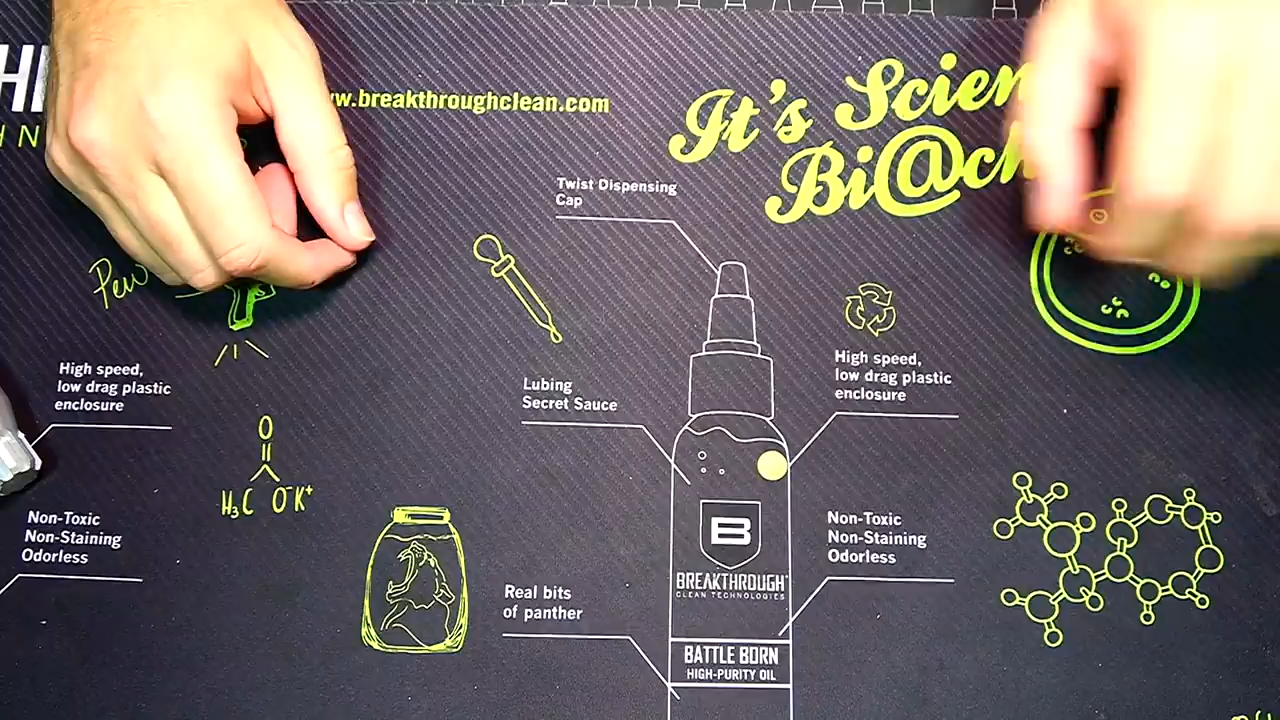 www.breakthroughclean.com
It's Scien
Bi@ch
Twist Dispensing
Cap
Pew
High speed,
low drag plastic
enclosure
Lubing
Secret Sauce
High speed,
low drag plastic
enclosure
O
H₃C O⁻K⁺
Non-Toxic
Non-Staining
Odorless
B
BREAKTHROUGH
CLEAN TECHNOLOGIES
Non-Toxic
Non-Staining
Odorless
Real bits
of panther
BATTLE BORN
HIGH-PURITY OIL